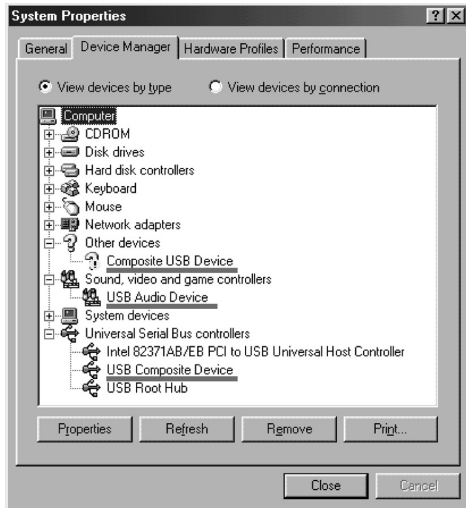 System Properties
General Device Manager Hardware Profiles Performance
View devices by type View devices by connection
Computer
CDROM
Disk drives
Hard disk controllers
Keyboard
Mouse
Network adapters
Other devices
Composite USB Device
Sound, video and game controllers
USB Audio Device
System devices
Universal Serial Bus controllers
Intel 82371AB/EB PCI to USB Universal Host Controller
USB Composite Device
USB Root Hub
Properties Refresh Remove Print...
Close Cancel